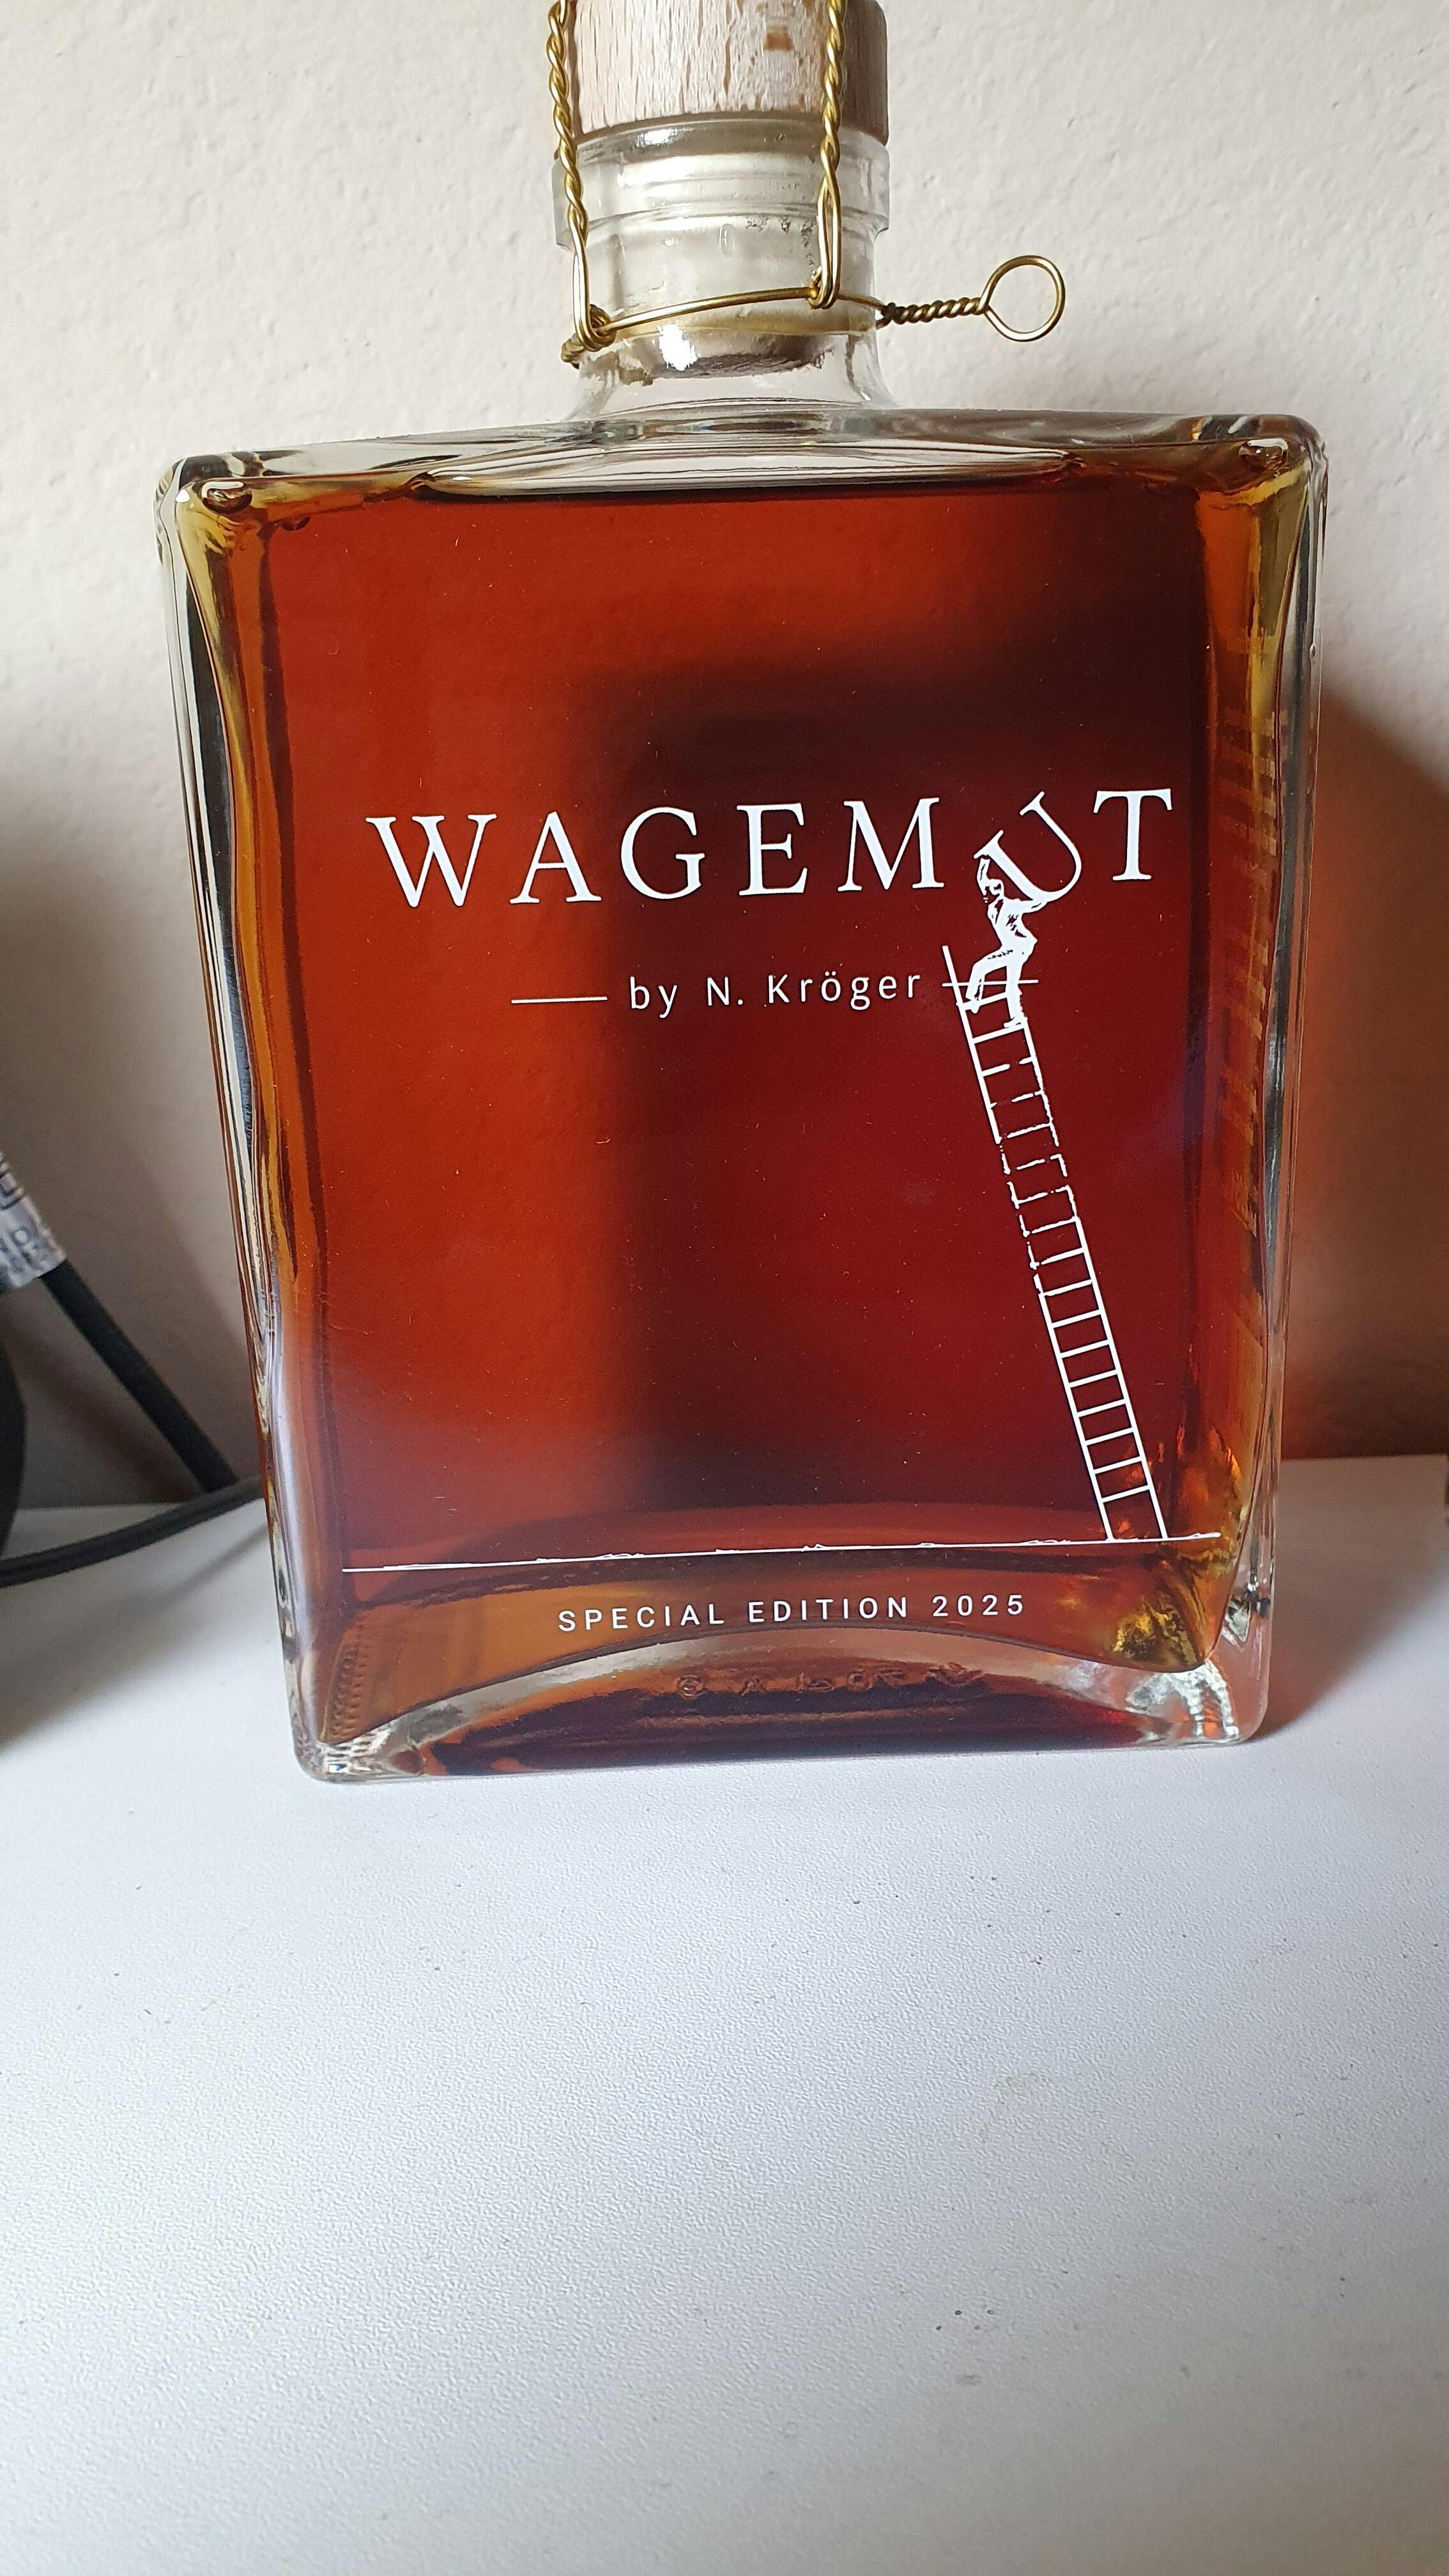 WAGEMUT
by N. Kröger
SPECIAL EDITION 2025